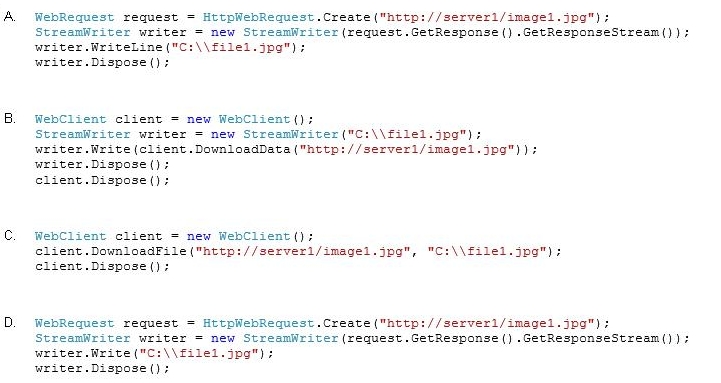 A. WebRequest request = HttpWebRequest.Create("http://server1/image1.jpg");
StreamWriter writer = new StreamWriter(request.GetResponse().GetResponseStream());
writer.WriteLine("C:\\file1.jpg");
writer.Dispose();
B. WebClient client = new WebClient();
StreamWriter writer = new StreamWriter("C:\\file1.jpg");
writer.Write(client.DownloadData("http://server1/image1.jpg"));
writer.Dispose();
client.Dispose();
C. WebClient client = new WebClient();
client.DownloadFile("http://server1/image1.jpg", "C:\\file1.jpg");
client.Dispose();
D. WebRequest request = HttpWebRequest.Create("http://server1/image1.jpg");
StreamWriter writer = new StreamWriter(request.GetResponse().GetResponseStream());
writer.Write("C:\\file1.jpg");
writer.Dispose();